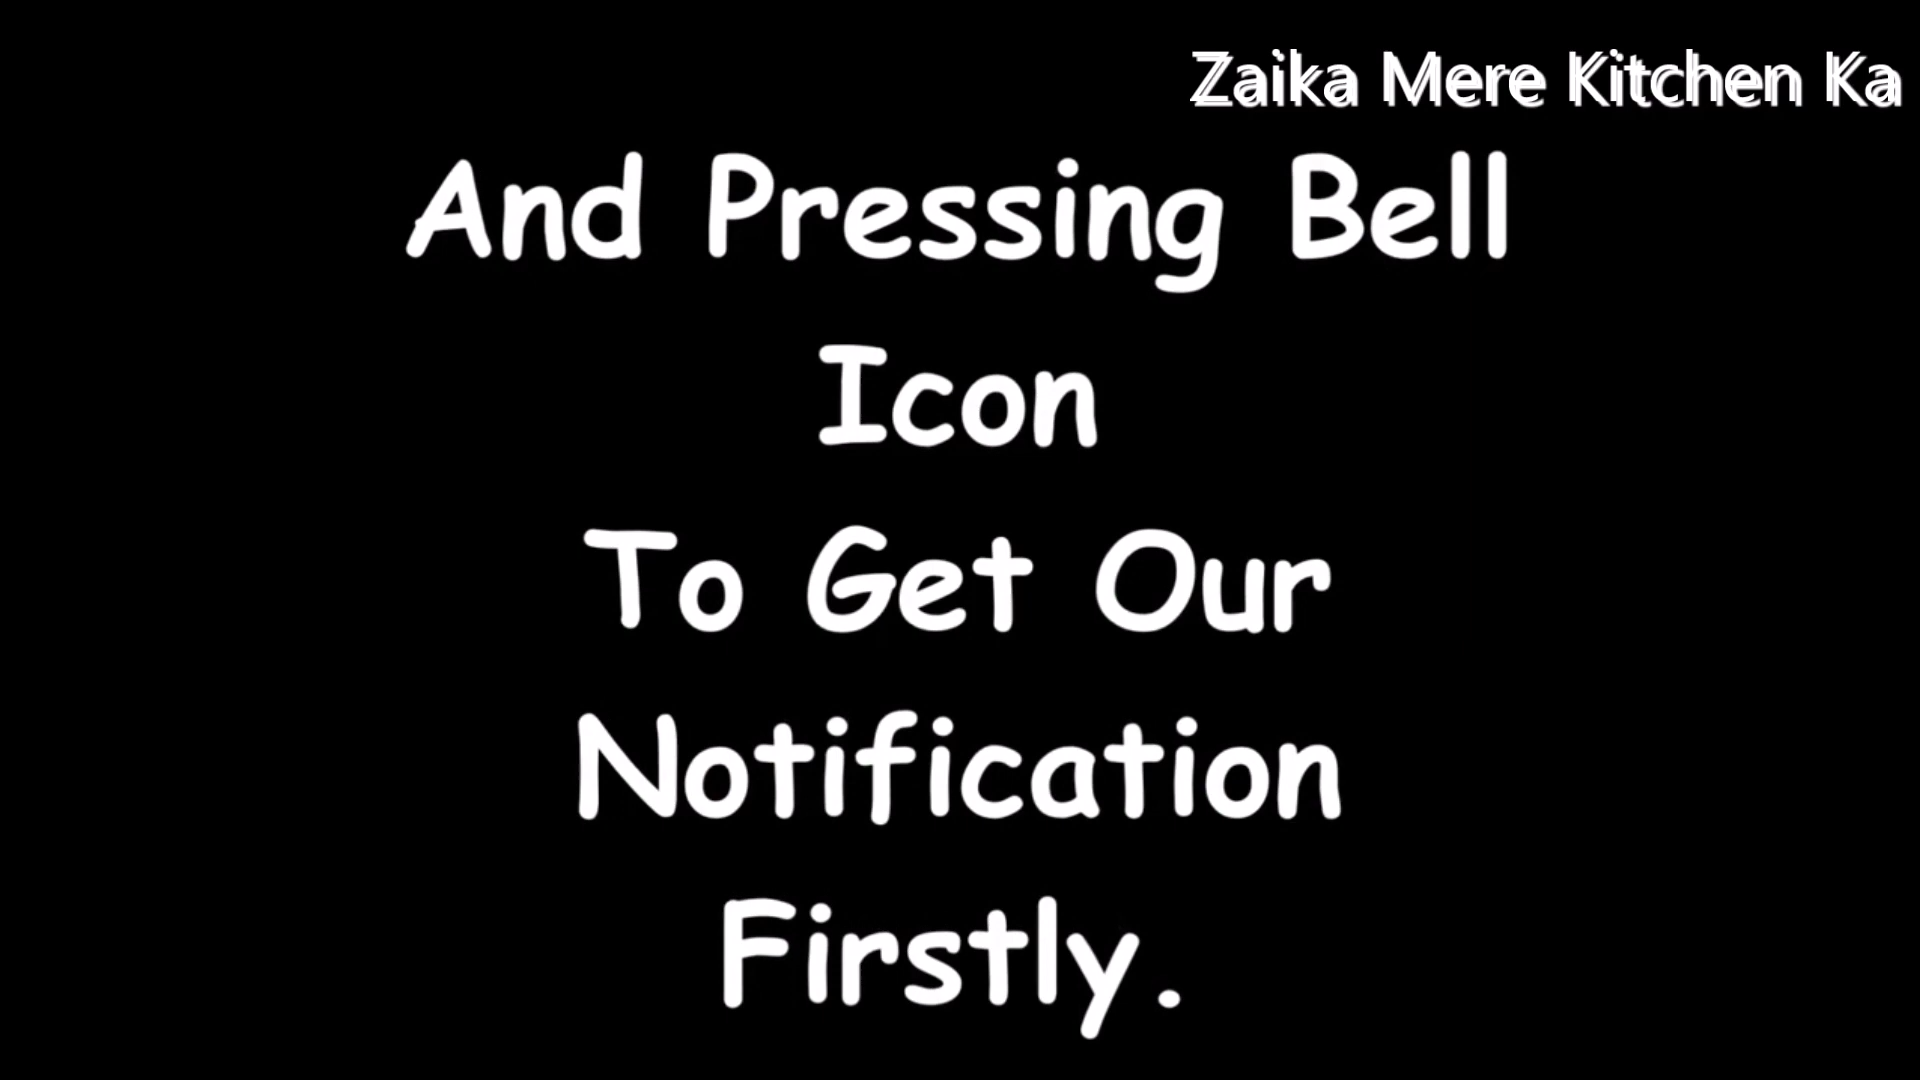 Zaika Mere Kitchen Ka
And Pressing Bell
Icon
To Get Our
Notification
Firstly.